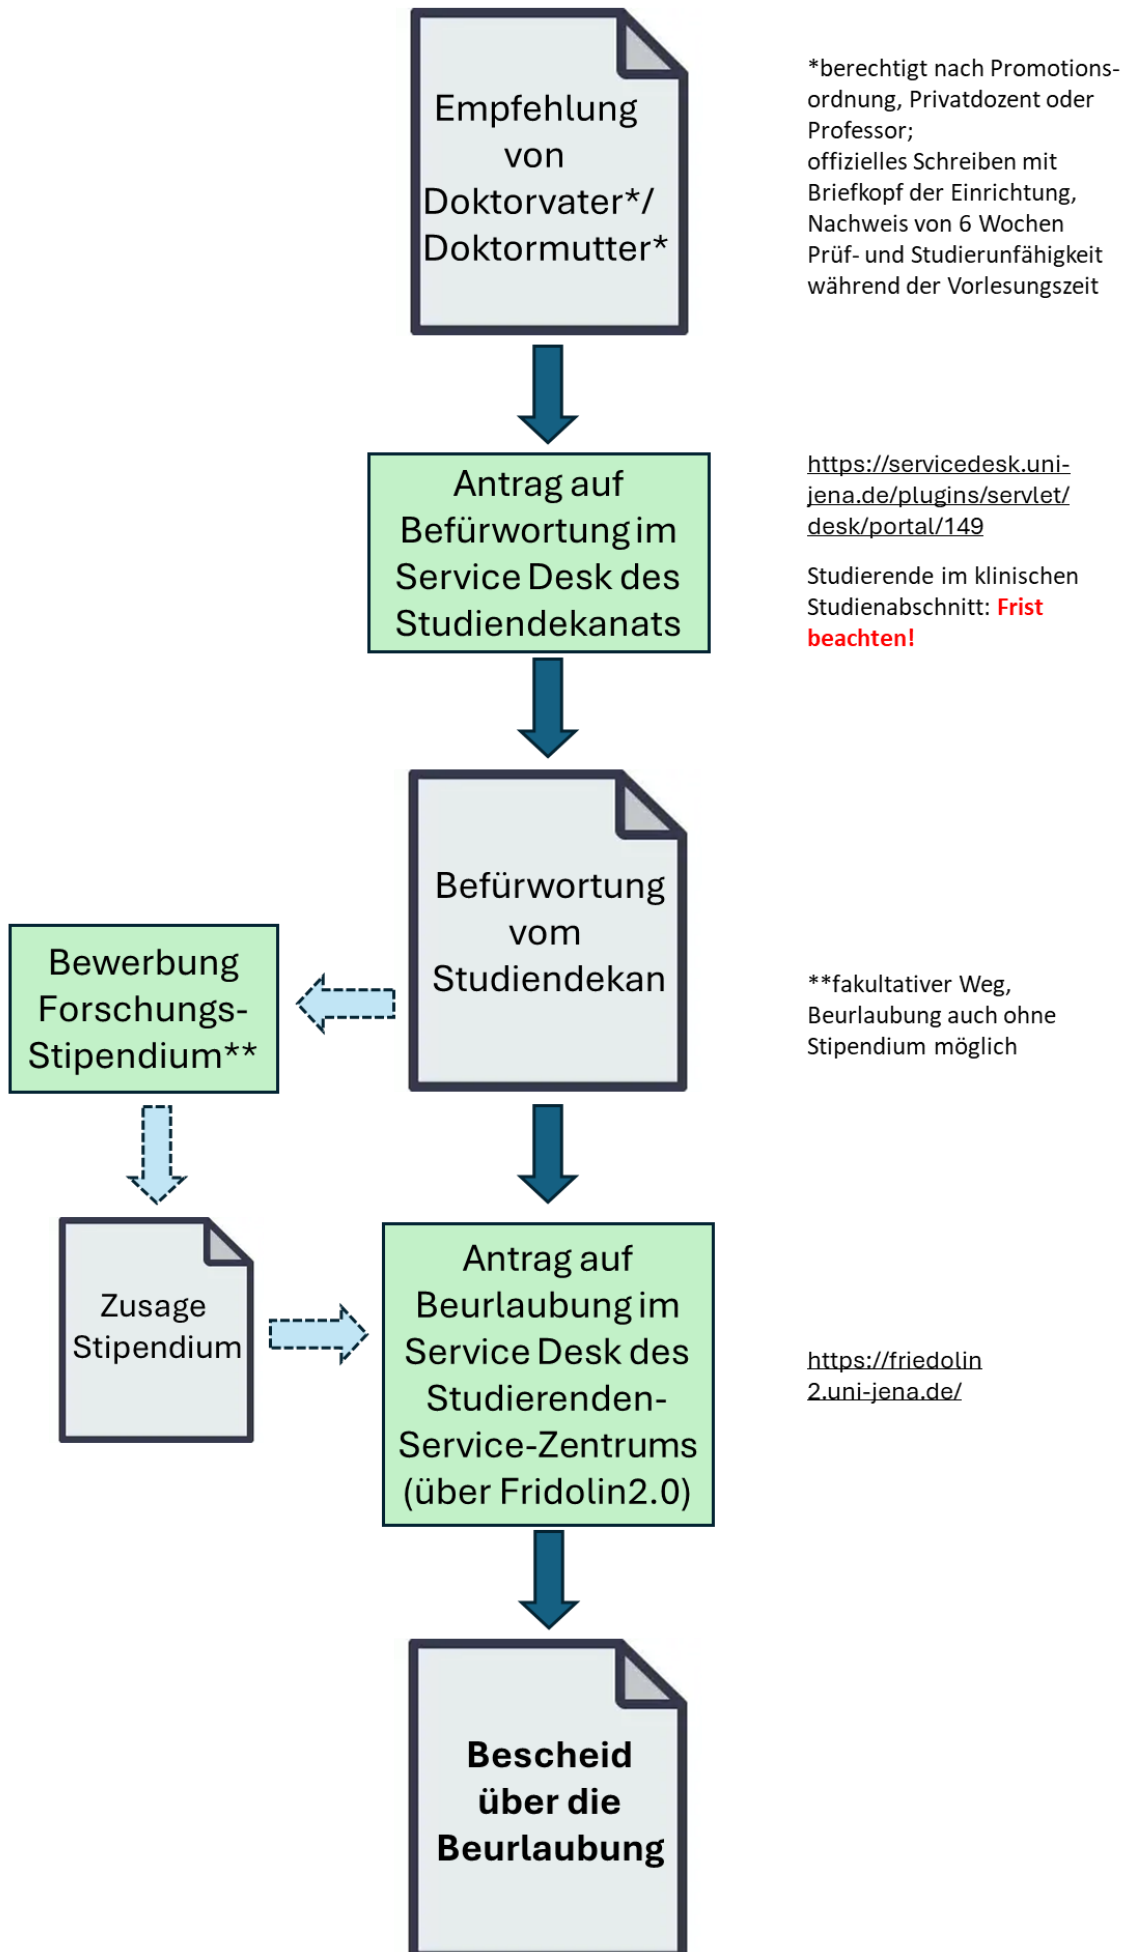 Empfehlung
von
Doktorvater*/
Doktormutter*
*berechtigt nach Promotions-
ordnung, Privatdozent oder
Professor;
offizielles Schreiben mit
Briefkopf der Einrichtung,
Nachweis von 6 Wochen
Prüf- und Studierunfähigkeit
während der Vorlesungszeit
Antrag auf
Befürwortung im
Service Desk des
Studiendekanats
https://servicedesk.uni-
jena.de/plugins/servlet/
desk/portal/149
Studierende im klinischen
Studienabschnitt: Frist
beachten!
Befürwortung
vom
Studiendekan
Bewerbung
Forschungs-
Stipendium**
**fakultativer Weg,
Beurlaubung auch ohne
Stipendium möglich
Zusage
Stipendium
Antrag auf
Beurlaubung im
Service Desk des
Studierenden-
Service-Zentrums
(über Fridolin2.0)
https://friedolin
2.uni-jena.de/
Bescheid
über die
Beurlaubung